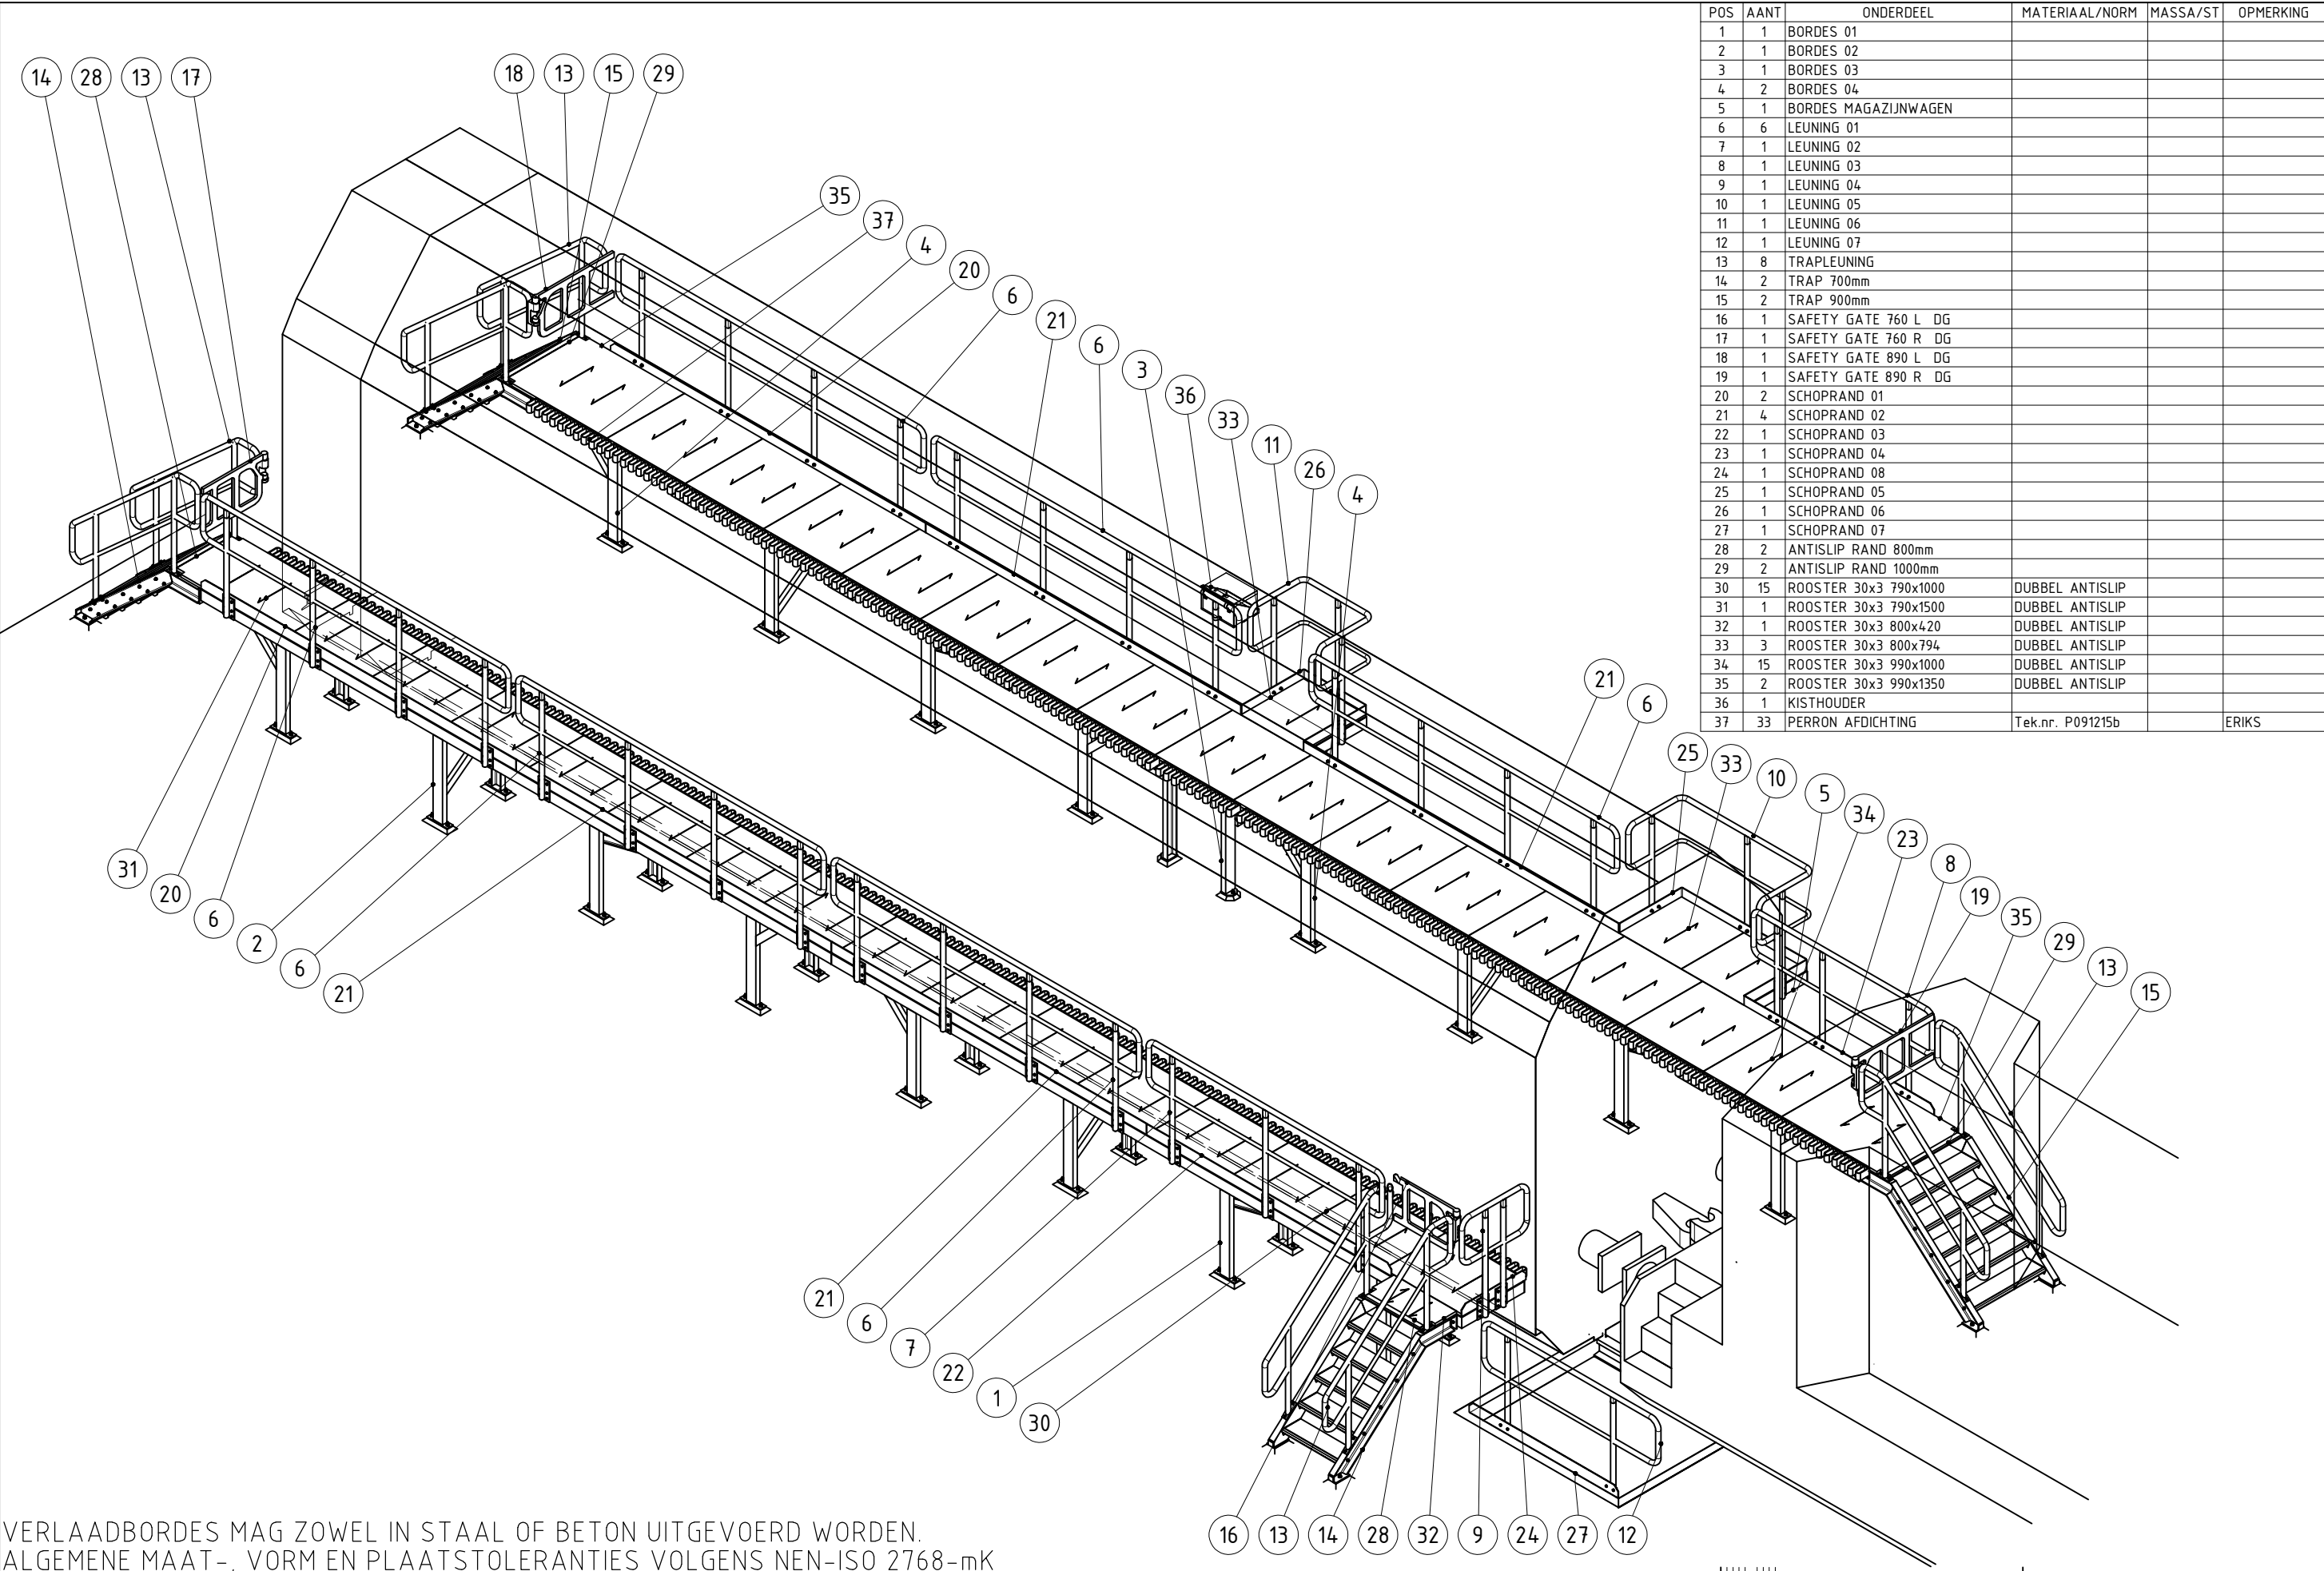 POS AANT ONDERDEEL MATERIAAL/NORM MASSA/ST OPMERKING
1 1 BORDES 01
2 1 BORDES 02
3 1 BORDES 03
4 2 BORDES 04
5 1 BORDES MAGAZIJNWAGEN
6 6 LEUNING 01
7 1 LEUNING 02
8 1 LEUNING 03
9 1 LEUNING 04
10 1 LEUNING 05
11 1 LEUNING 06
12 1 LEUNING 07
13 8 TRAPLEUNING
14 2 TRAP 700mm
15 2 TRAP 900mm
16 1 SAFETY GATE 760 L DG
17 1 SAFETY GATE 760 R DG
18 1 SAFETY GATE 890 L DG
19 1 SAFETY GATE 890 R DG
20 2 SCHOPRAND 01
21 4 SCHOPRAND 02
22 1 SCHOPRAND 03
23 1 SCHOPRAND 04
24 1 SCHOPRAND 08
25 1 SCHOPRAND 05
26 1 SCHOPRAND 06
27 1 SCHOPRAND 07
28 2 ANTISLIP RAND 800mm
29 2 ANTISLIP RAND 1000mm
30 15 ROOSTER 30x3 790x1000 DUBBEL ANTISLIP
31 1 ROOSTER 30x3 790x1500 DUBBEL ANTISLIP
32 1 ROOSTER 30x3 800x420 DUBBEL ANTISLIP
33 3 ROOSTER 30x3 800x794 DUBBEL ANTISLIP
34 15 ROOSTER 30x3 990x1000 DUBBEL ANTISLIP
35 2 ROOSTER 30x3 990x1350 DUBBEL ANTISLIP
36 1 KISTHOUDER
37 33 PERRON AFDICHTING Tek.nr. P091215b ERIKS
14 28 13 17
18 13 15 29
35
37
4
20
6
21
6
3
36
33
11
26
4
21
6
25
33
10
5
34
23
8
19
35
29
13
15
31
20
6
2
6
21
21
6
7
22
1
30
16 13 14 28 32 9 24 27 12
VERLAADBORDES MAG ZOWEL IN STAAL OF BETON UITGEVOERD WORDEN.
ALGEMENE MAAT-, VORM EN PLAATSTOLERANTIES VOLGENS NEN-ISO 2768-mK